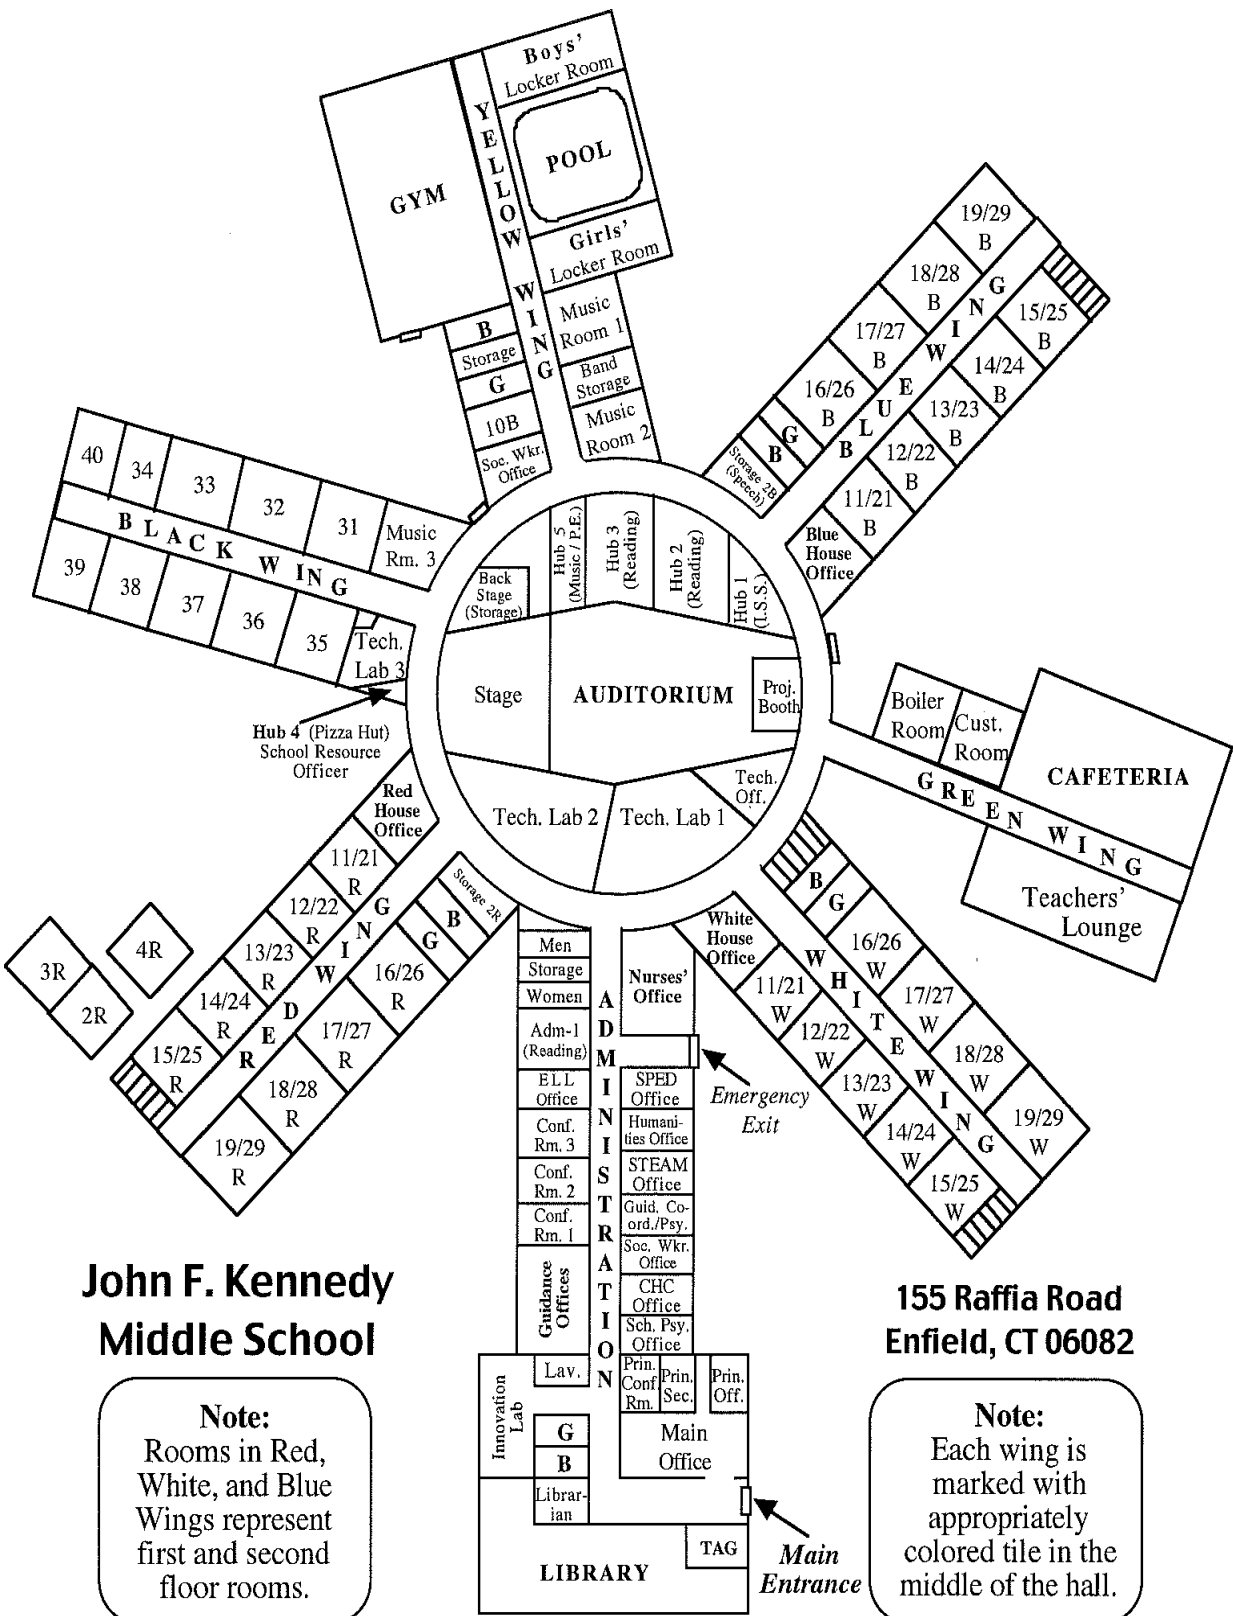 Boys'
Locker Room
YELLOW WING
POOL
GYM
Girls'
Locker Room
B
Storage
G
10B
Soc. Wkr.
Office
Music
Room 1
Band
Storage
Music
Room 2
19/29
B
18/28
B
17/27
B
16/26
B
G
B
Storage 2B
(Speech)
BLUE WING
15/25
B
14/24
B
13/23
B
12/22
B
11/21
B
Blue
House
Office
40
34
33
32
31
Music
Rm. 3
BLACK WING
39
38
37
36
35
Tech.
Lab 3
Hub 4 (Pizza Hut)
School Resource
Officer
Back
Stage
(Storage)
Hub 5
(Music / P.E.)
Hub 3
(Reading)
Hub 2
(Reading)
Hub 1
(I.S.S.)
Stage
AUDITORIUM
Proj.
Booth
Tech. Lab 2
Tech. Lab 1
Tech.
Off.
Boiler
Room
Cust.
Room
CAFETERIA
GREEN WING
Teachers'
Lounge
Red
House
Office
11/21
R
12/22
R
13/23
R
14/24
R
15/25
R
RED WING
Storage 2R
B
G
16/26
R
17/27
R
18/28
R
19/29
R
3R
4R
2R
White
House
Office
11/21
W
12/22
W
13/23
W
14/24
W
15/25
W
WHITE WING
B
G
16/26
W
17/27
W
18/28
W
19/29
W
Men
Storage
Women
Adm-1
(Reading)
ELL
Office
Conf.
Rm. 3
Conf.
Rm. 2
Conf.
Rm. 1
Guidance
Offices
ADMINISTRATION
Nurses'
Office
Emergency
Exit
SPED
Office
Humani-
ties Office
STEAM
Office
Guid. Co-
ord./Psy.
Soc. Wkr.
Office
CHC
Office
Sch. Psy.
Office
Lav.
Innovation
Lab
G
B
Librar-
ian
Prin.
Conf
Rm.
Prin.
Sec.
Prin.
Off.
Main
Office
TAG
LIBRARY
Main
Entrance
John F. Kennedy
Middle School
155 Raffia Road
Enfield, CT 06082
Note:
Rooms in Red,
White, and Blue
Wings represent
first and second
floor rooms.
Note:
Each wing is
marked with
appropriately
colored tile in the
middle of the hall.